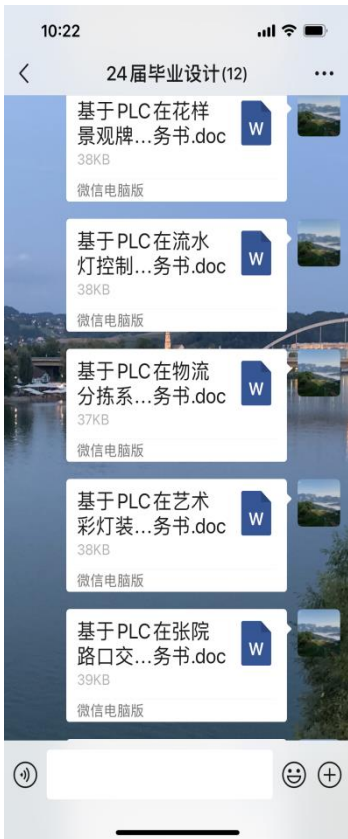 10:22
24届毕业设计(12)
基于PLC在花样
景观牌...务书.doc
W
38KB
微信电脑版
基于PLC在流水
灯控制...务书.doc
W
38KB
微信电脑版
基于PLC在物流
分拣系...务书.doc
W
37KB
微信电脑版
基于PLC在艺术
彩灯装...务书.doc
W
38KB
微信电脑版
基于PLC在张院
路口交...务书.doc
W
39KB
微信电脑版